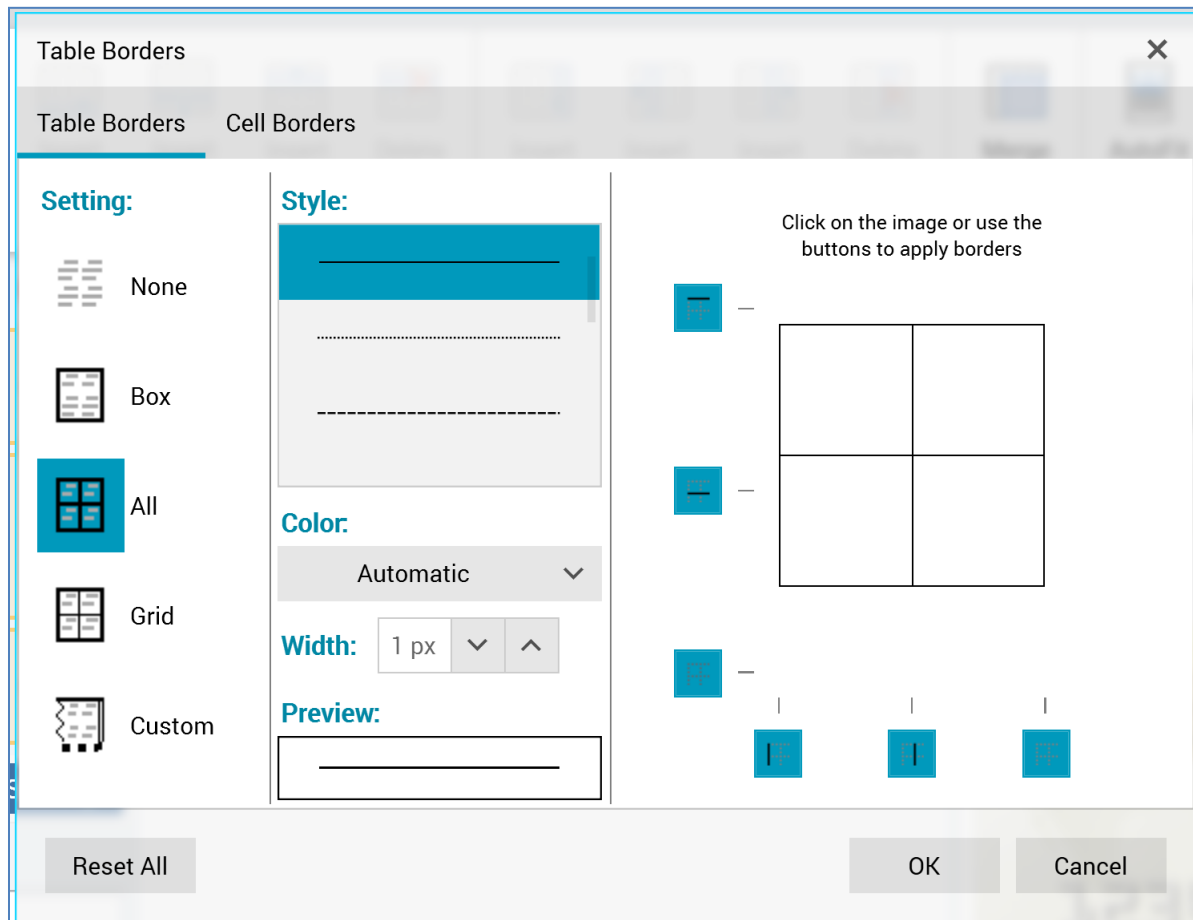 Table Borders
Table Borders
Cell Borders
Setting:
None
Box
All
Grid
Custom
Style:
Color:
Automatic
Width:
1 px
Preview:
Click on the image or use the
buttons to apply borders
Reset All
OK
Cancel